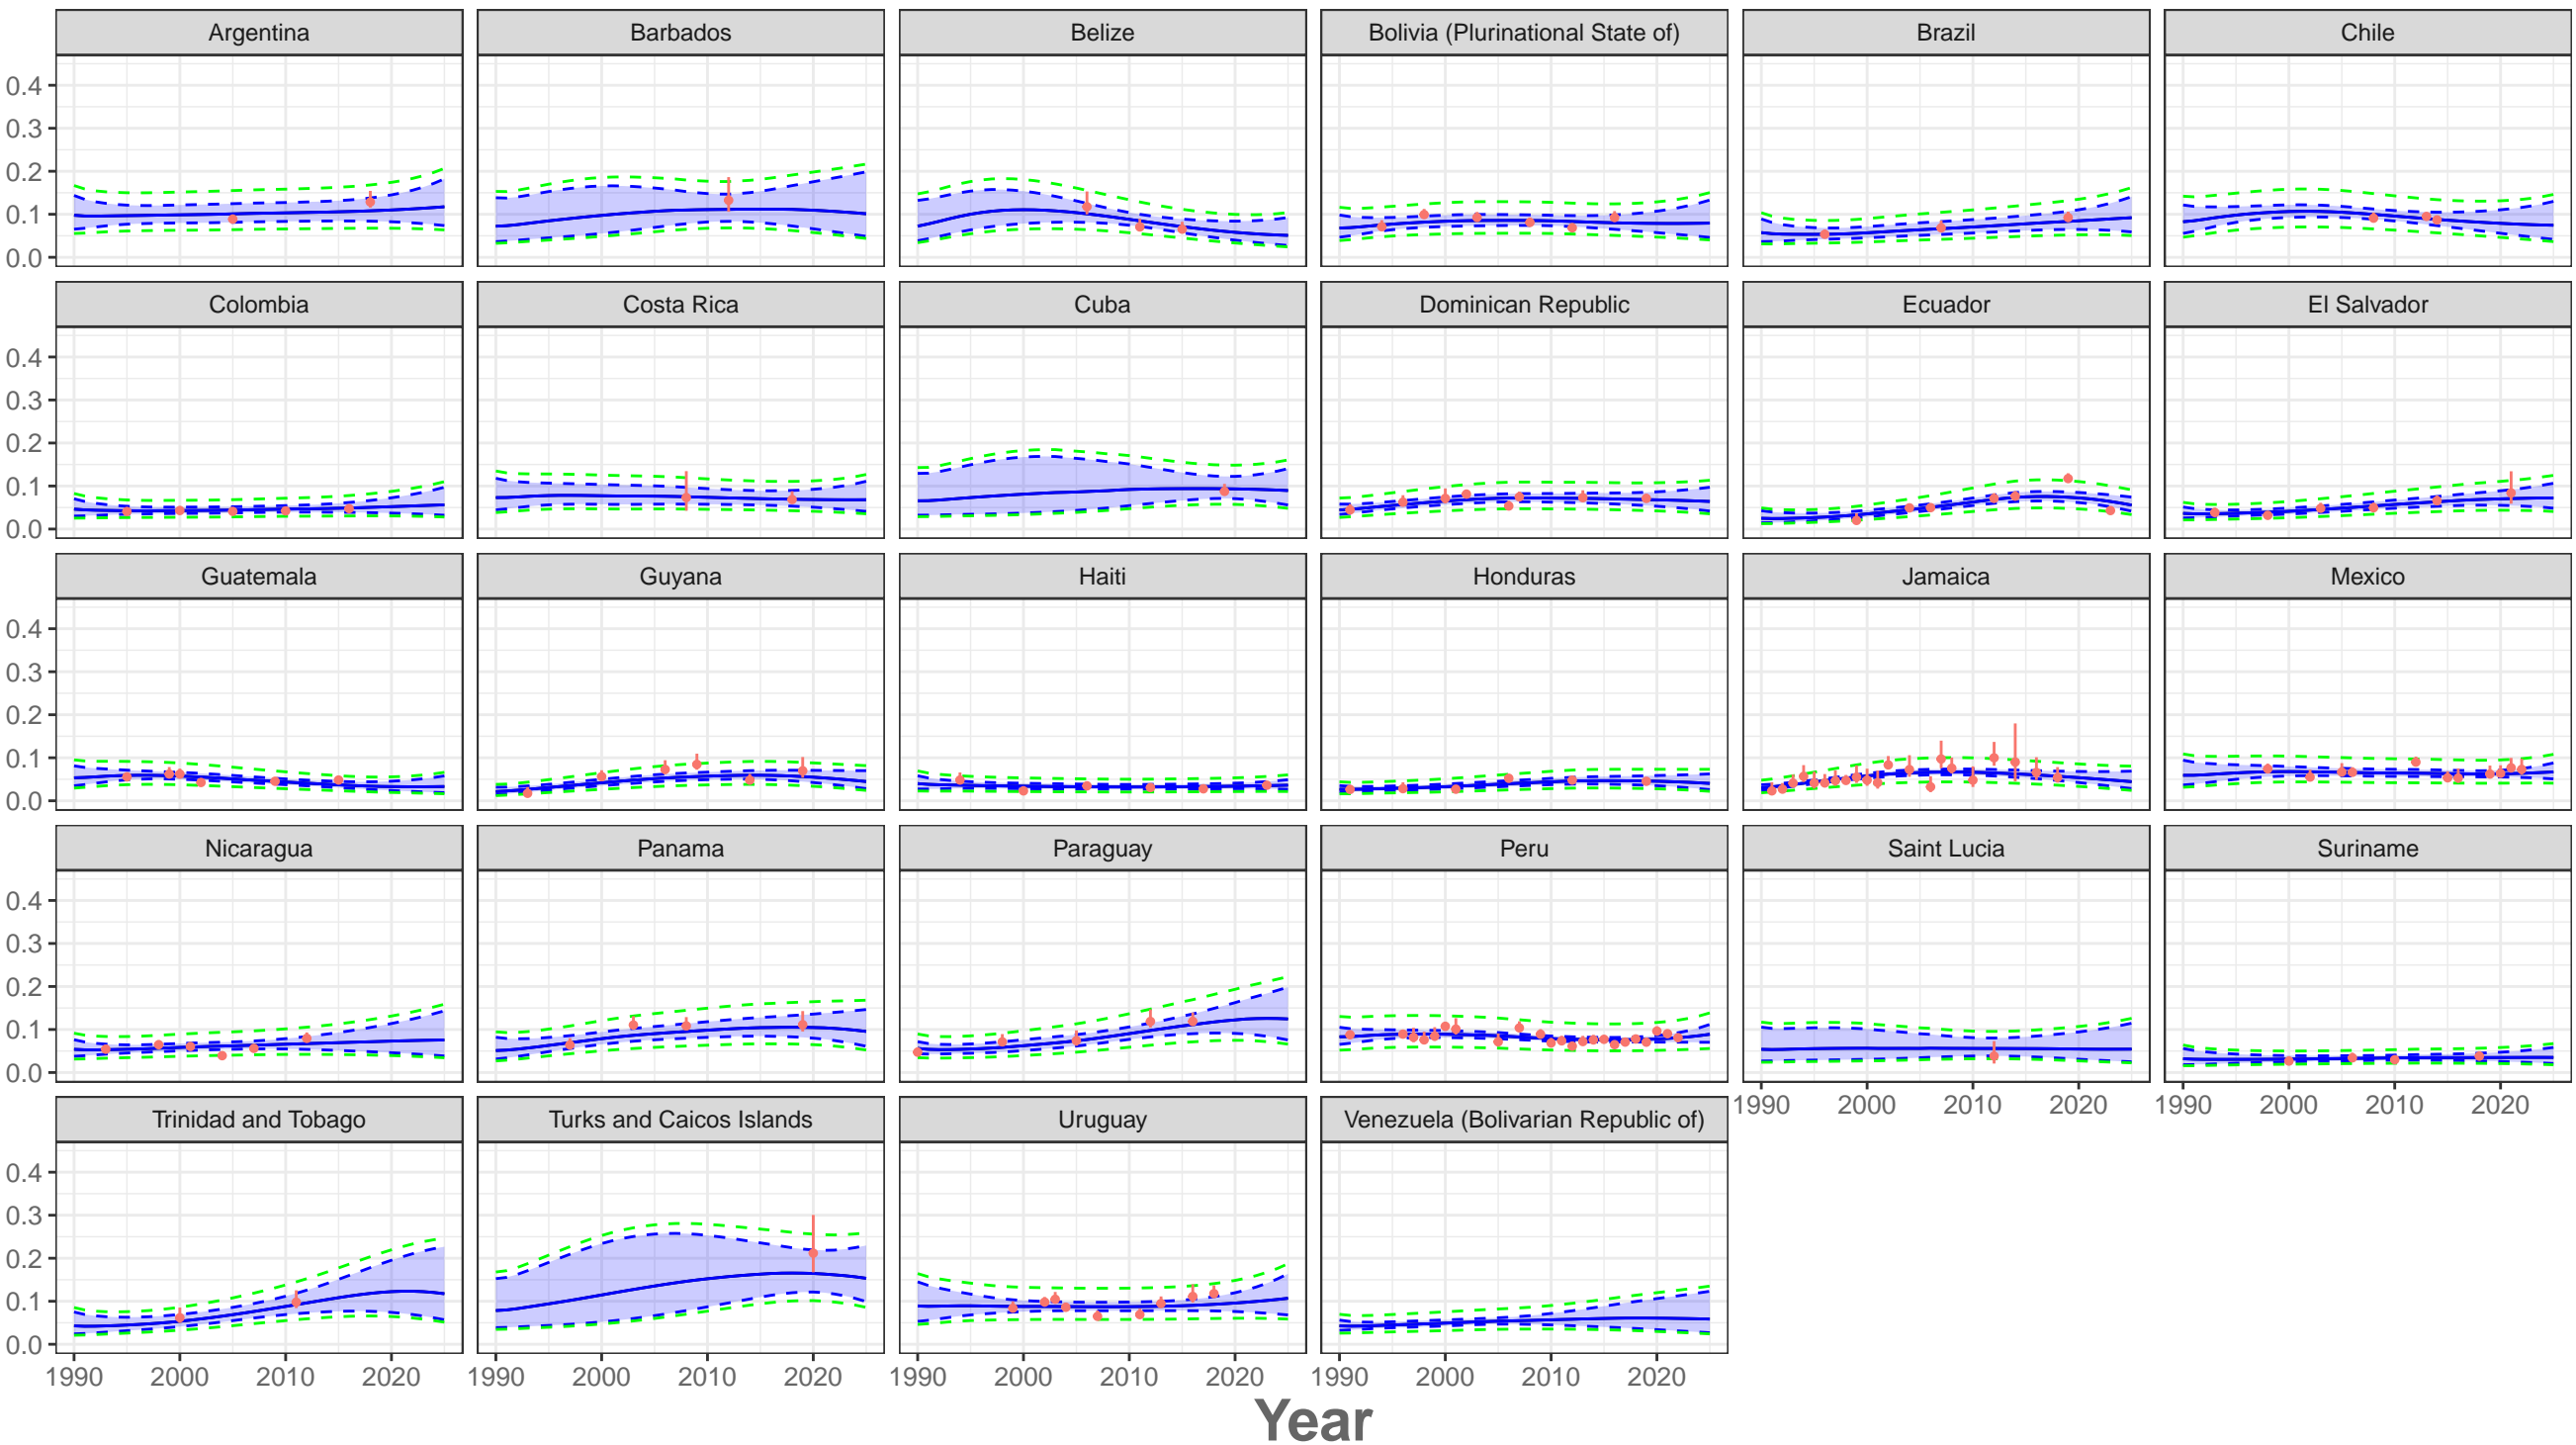 Argentina
Barbados
Belize
Bolivia (Plurinational State of)
Brazil
Chile
0.4
0.3
0.2
0.1
0.0
Colombia
Costa Rica
Cuba
Dominican Republic
Ecuador
El Salvador
0.4
0.3
0.2
0.1
0.0
Guatemala
Guyana
Haiti
Honduras
Jamaica
Mexico
0.4
0.3
0.2
0.1
0.0
Nicaragua
Panama
Paraguay
Peru
Saint Lucia
Suriname
0.4
0.3
0.2
0.1
0.0
1990 2000 2010 2020
1990 2000 2010 2020
Trinidad and Tobago
Turks and Caicos Islands
Uruguay
Venezuela (Bolivarian Republic of)
0.4
0.3
0.2
0.1
0.0
1990 2000 2010 2020
1990 2000 2010 2020
1990 2000 2010 2020
1990 2000 2010 2020
Year